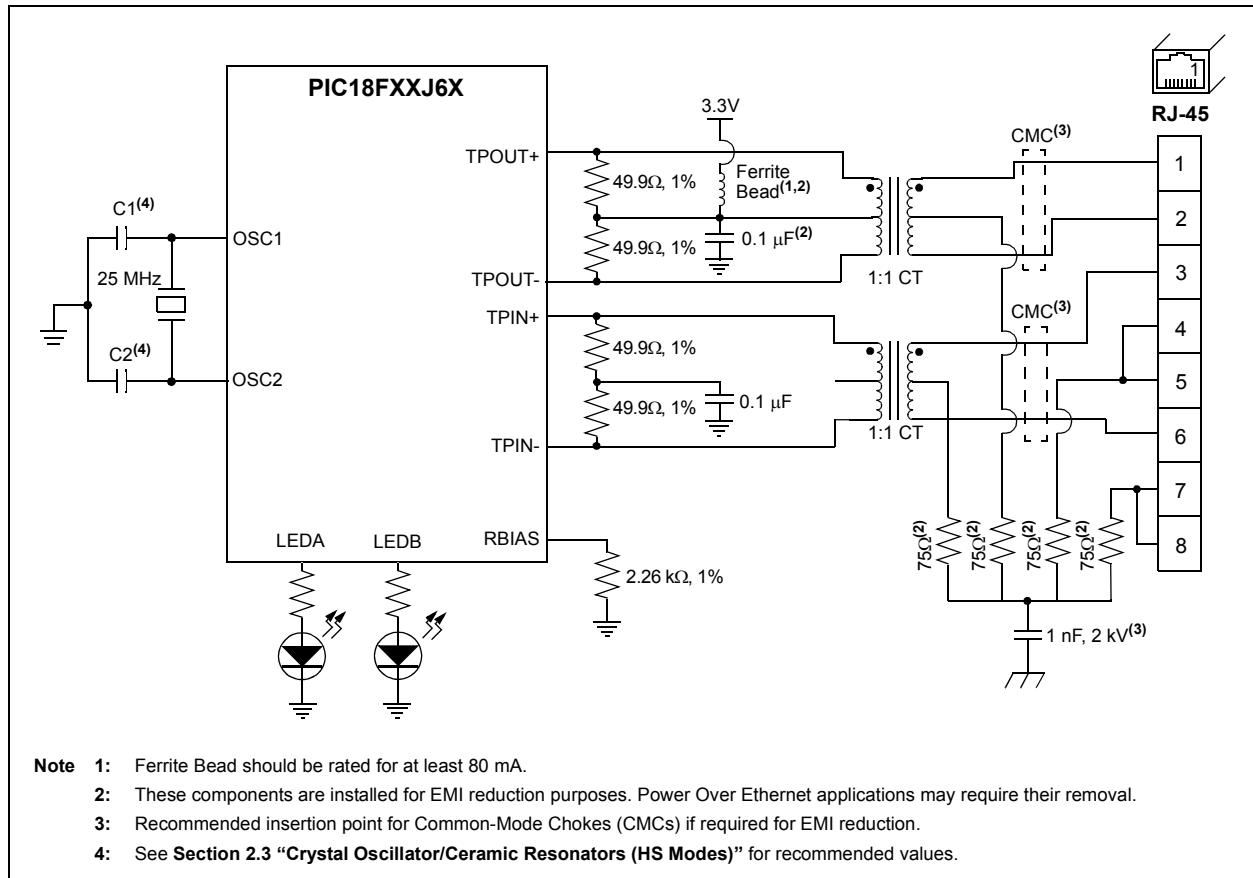 PIC18FXXJ6X
1
RJ-45
3.3V
CMC(3)
TPOUT+
1
49.9Ω, 1%
Ferrite
Bead(1,2)
C1(4)
2
OSC1
0.1 μF(2)
49.9Ω, 1%
3
25 MHz
TPOUT-
1:1 CT
TPIN+
CMC(3)
4
C2(4)
49.9Ω, 1%
OSC2
5
0.1 μF
49.9Ω, 1%
6
TPIN-
1:1 CT
7
75Ω(2)
75Ω(2)
75Ω(2)
75Ω(2)
LEDA
LEDB
RBIAS
8
2.26 kΩ, 1%
1 nF, 2 kV(3)
Note 1: Ferrite Bead should be rated for at least 80 mA.
2: These components are installed for EMI reduction purposes. Power Over Ethernet applications may require their removal.
3: Recommended insertion point for Common-Mode Chokes (CMCs) if required for EMI reduction.
4: See Section 2.3 “Crystal Oscillator/Ceramic Resonators (HS Modes)” for recommended values.